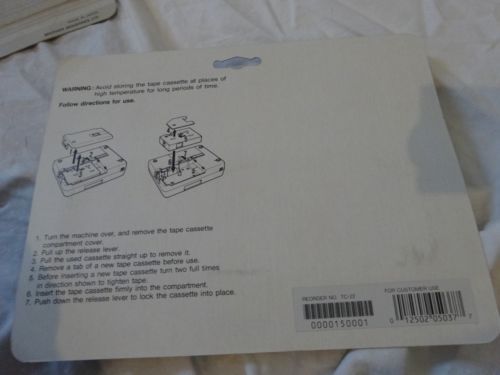 WARNING: Avoid storing the tape cassette at places of
high temperature for long periods of time.
Follow directions for use.
1. Turn the machine over, and remove the tape cassette
compartment cover.
2. Pull up the release lever.
3. Pull the used cassette straight up to remove it.
4. Remove a tab of a new tape cassette before use.
5. Before inserting a new tape cassette turn two full times
in direction shown to tighten tape.
6. Insert the tape cassette firmly into the compartment.
7. Push down the release lever to lock the cassette into place.
REORDER NO. TC-22
0000150001
FOR CUSTOMER USE
0 12502 05037 7